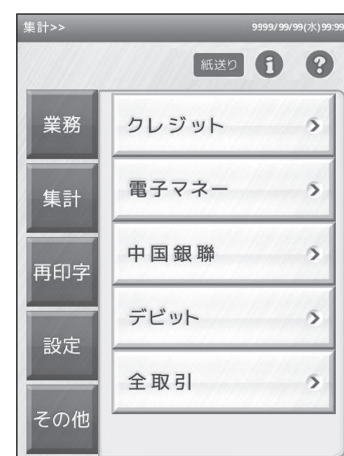 集計>>
9999/99/99(水)99:99
紙送り
業務
集計
再印字
設定
その他
クレジット
電子マネー
中国銀聯
デビット
全取引